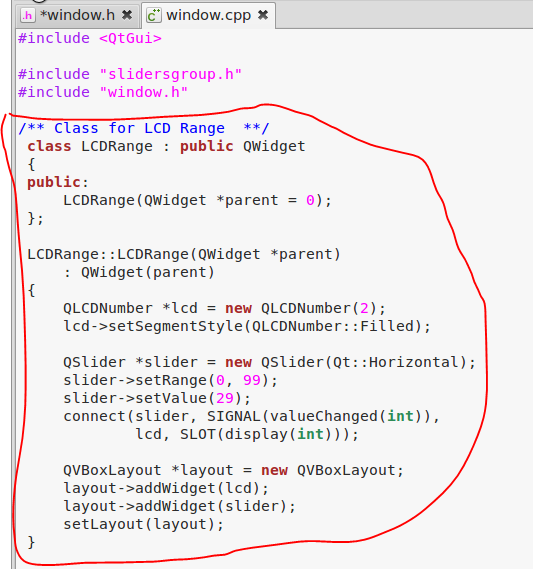 *window.h
window.cpp
#include <QtGui>
#include "slidersgroup.h"
#include "window.h"
/** Class for LCD Range  **/
class LCDRange : public QWidget
{
public:
LCDRange(QWidget *parent = 0);
};
LCDRange::LCDRange(QWidget *parent)
: QWidget(parent)
{
QLCDNumber *lcd = new QLCDNumber(2);
lcd->setSegmentStyle(QLCDNumber::Filled);
QSlider *slider = new QSlider(Qt::Horizontal);
slider->setRange(0, 99);
slider->setValue(29);
connect(slider, SIGNAL(valueChanged(int)),
lcd, SLOT(display(int)));
QVBoxLayout *layout = new QVBoxLayout;
layout->addWidget(lcd);
layout->addWidget(slider);
setLayout(layout);
}